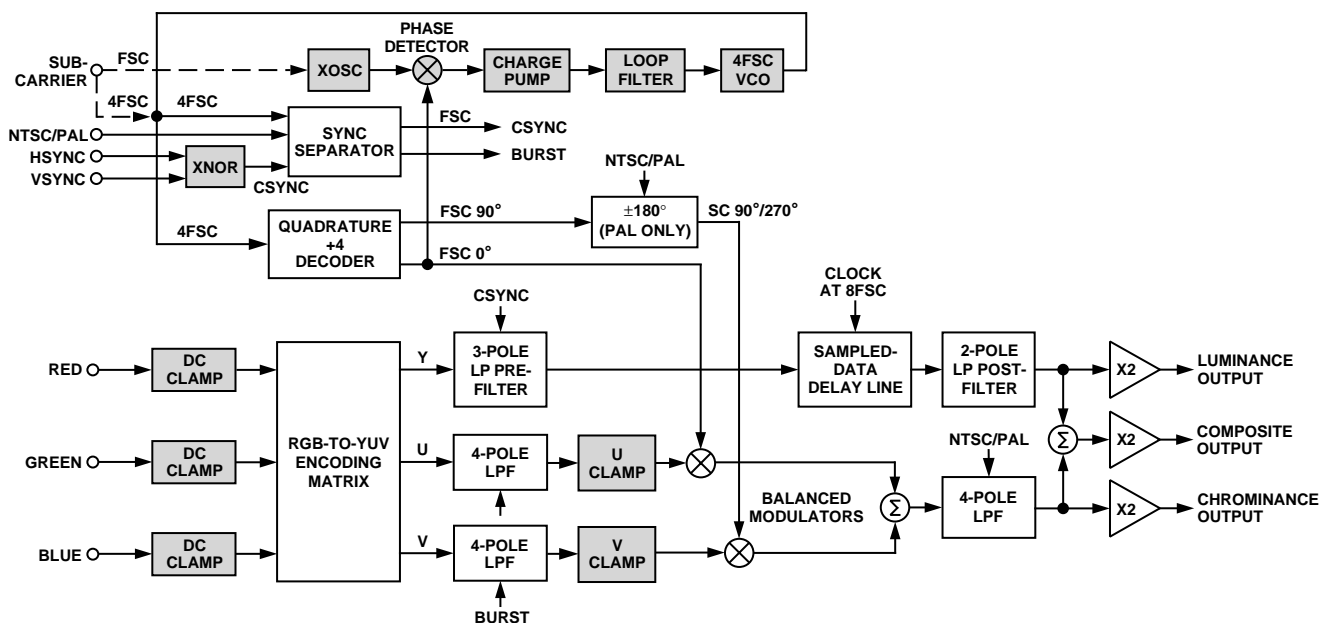 SUB-
CARRIER
FSC
4FSC
4FSC
XOSC
PHASE
DETECTOR
CHARGE
PUMP
LOOP
FILTER
4FSC
VCO
NTSC/PAL
HSYNC
VSYNC
XNOR
CSYNC
SYNC
SEPARATOR
FSC
CSYNC
BURST
4FSC
QUADRATURE
+4
DECODER
FSC 90°
FSC 0°
NTSC/PAL
±180°
(PAL ONLY)
SC 90°/270°
CLOCK
AT 8FSC
CSYNC
RED
DC
CLAMP
GREEN
DC
CLAMP
BLUE
DC
CLAMP
RGB-TO-YUV
ENCODING
MATRIX
Y
U
V
3-POLE
LP PRE-
FILTER
4-POLE
LPF
4-POLE
LPF
BURST
U
CLAMP
V
CLAMP
BALANCED
MODULATORS
Σ
SAMPLED-
DATA
DELAY LINE
2-POLE
LP POST-
FILTER
NTSC/PAL
4-POLE
LPF
Σ
X2
LUMINANCE
OUTPUT
X2
COMPOSITE
OUTPUT
X2
CHROMINANCE
OUTPUT